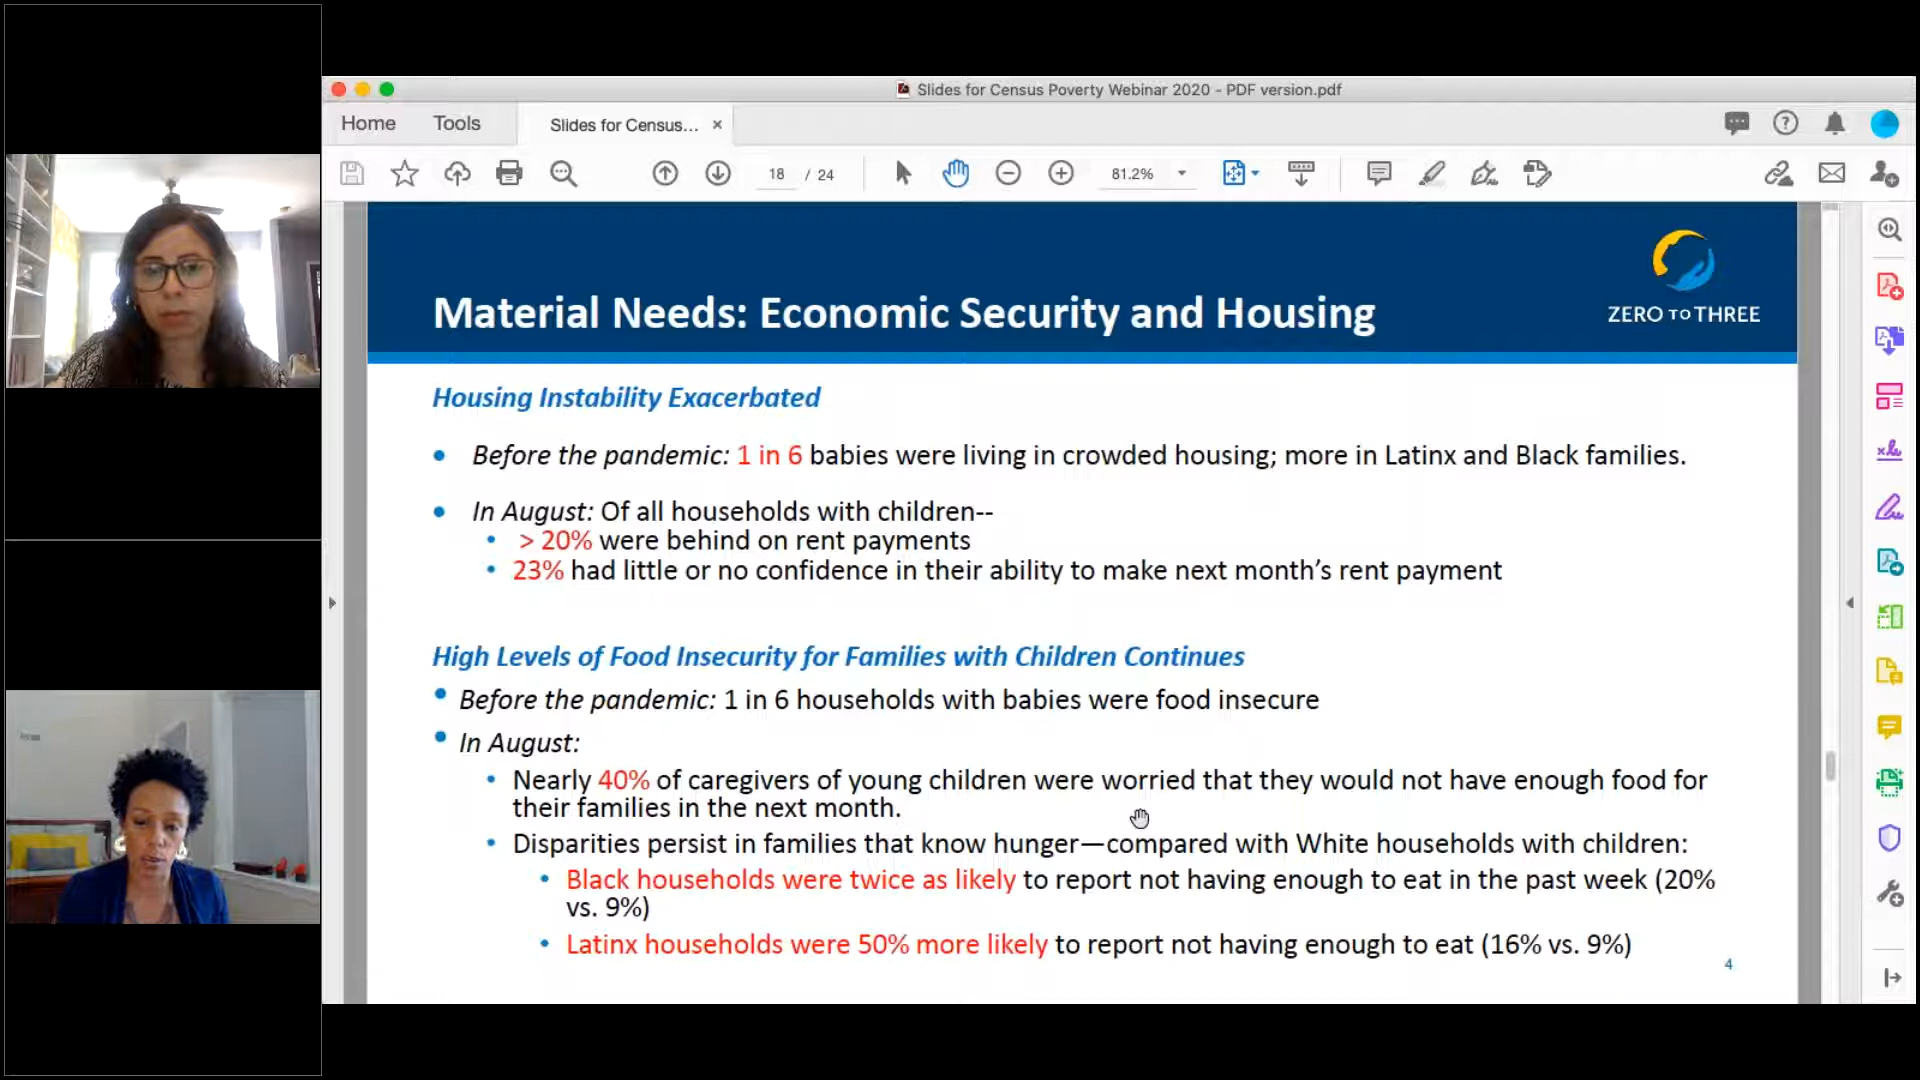 Slides for Census Poverty Webinar 2020 - PDF version.pdf
Home Tools Slides for Census... ×
18 / 24 81.2%
Material Needs: Economic Security and Housing
ZERO TO THREE
Housing Instability Exacerbated
• Before the pandemic: 1 in 6 babies were living in crowded housing; more in Latinx and Black families.
• In August: Of all households with children--
• > 20% were behind on rent payments
• 23% had little or no confidence in their ability to make next month’s rent payment
High Levels of Food Insecurity for Families with Children Continues
• Before the pandemic: 1 in 6 households with babies were food insecure
• In August:
• Nearly 40% of caregivers of young children were worried that they would not have enough food for
their families in the next month.
• Disparities persist in families that know hunger—compared with White households with children:
• Black households were twice as likely to report not having enough to eat in the past week (20%
vs. 9%)
• Latinx households were 50% more likely to report not having enough to eat (16% vs. 9%)
4